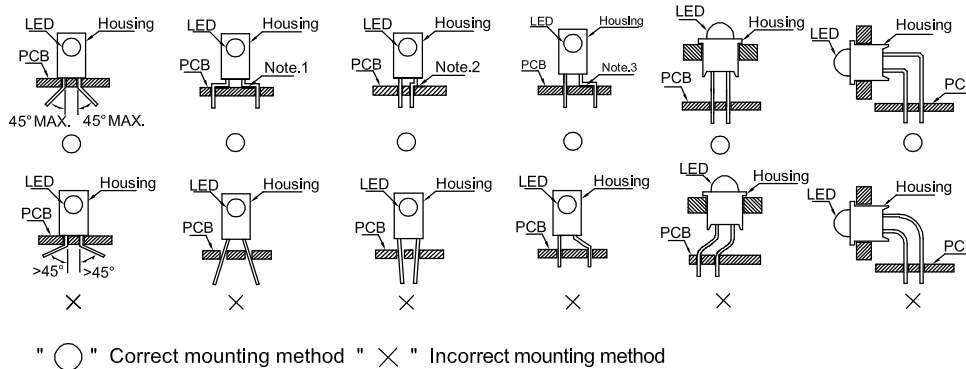 LED Housing LED Housing LED Housing LED Housing LED Housing LED Housing
PCB PCB Note.1 PCB Note.2 PCB Note.3 PCB PC
45° MAX. 45° MAX.
LED Housing LED Housing LED Housing LED Housing LED Housing LED Housing
PCB PCB PCB PCB PCB PC
>45° >45°
" ◯ " Correct mounting method " ╳ " Incorrect mounting method